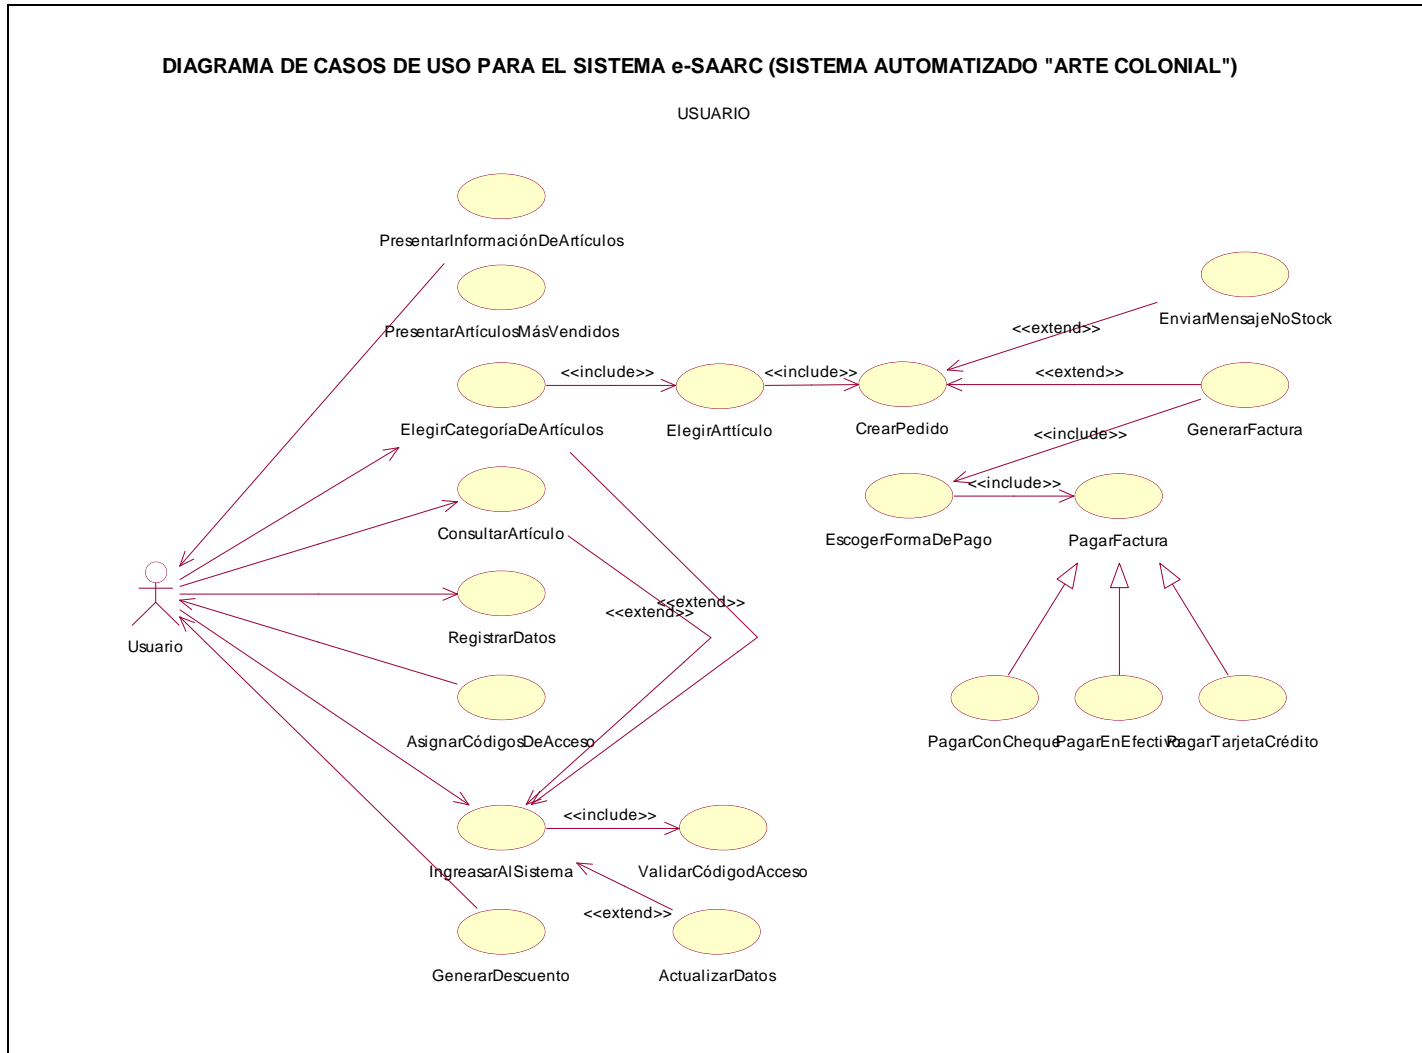 DIAGRAMA DE CASOS DE USO PARA EL SISTEMA e-SAARC (SISTEMA AUTOMATIZADO "ARTE COLONIAL")
USUARIO
PresentarInformaciónDeArtículos
PresentarArtículosMásVendidos
EnviarMensajeNoStock
<<extend>>
<<include>>
<<include>>
<<extend>>
ElegirCategoríaDeArtículos
ElegirArttículo
CrearPedido
GenerarFactura
<<include>>
<<include>>
ConsultarArtículo
EscogerFormaDePago
PagarFactura
<<extend>>
<<extend>>
RegistrarDatos
Usuario
AsignarCódigosDeAcceso
PagarConCheque
PagarEnEfectivo
PagarTarjetaCrédito
<<include>>
IngreasarAlSistema
ValidarCódigodAcceso
<<extend>>
GenerarDescuento
ActualizarDatos